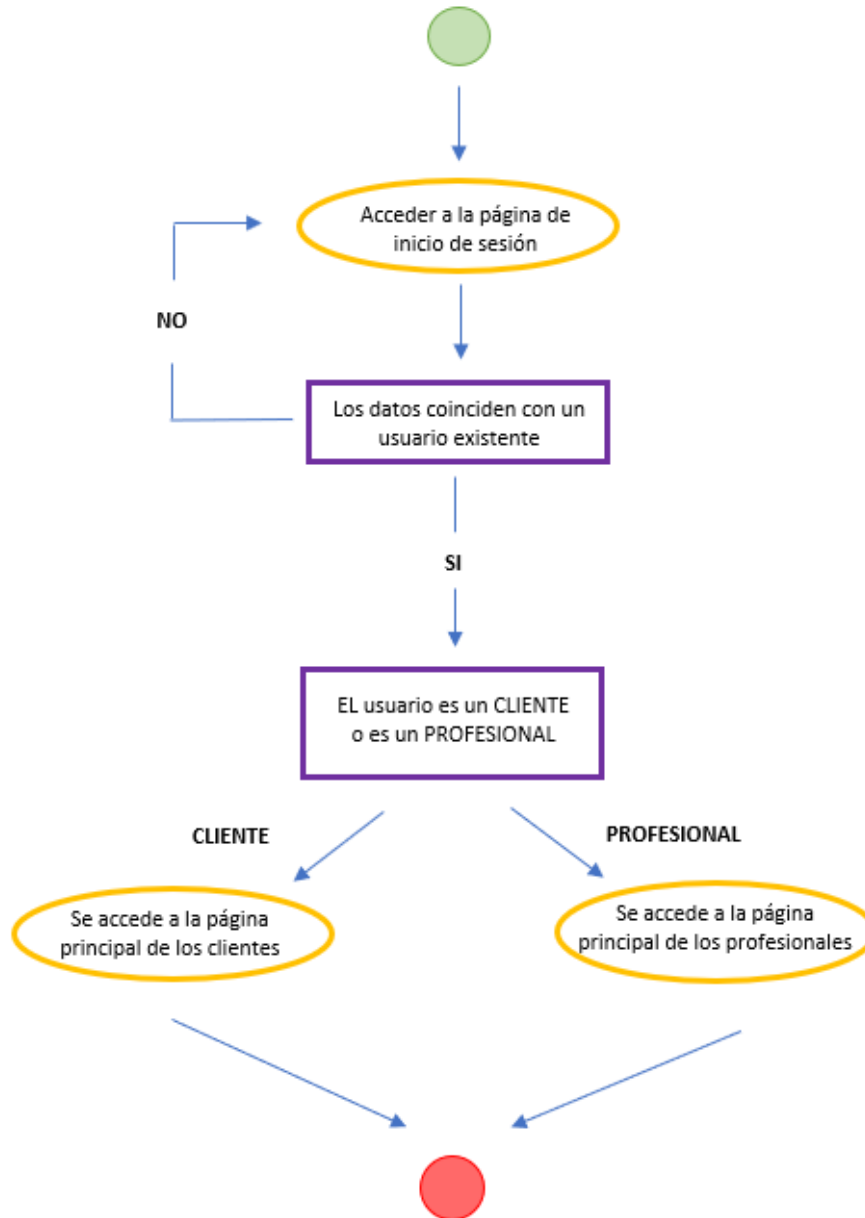 Acceder a la página de
inicio de sesión
NO
Los datos coinciden con un
usuario existente
SI
EL usuario es un CLIENTE
o es un PROFESIONAL
CLIENTE
PROFESIONAL
Se accede a la página
principal de los clientes
Se accede a la página
principal de los profesionales